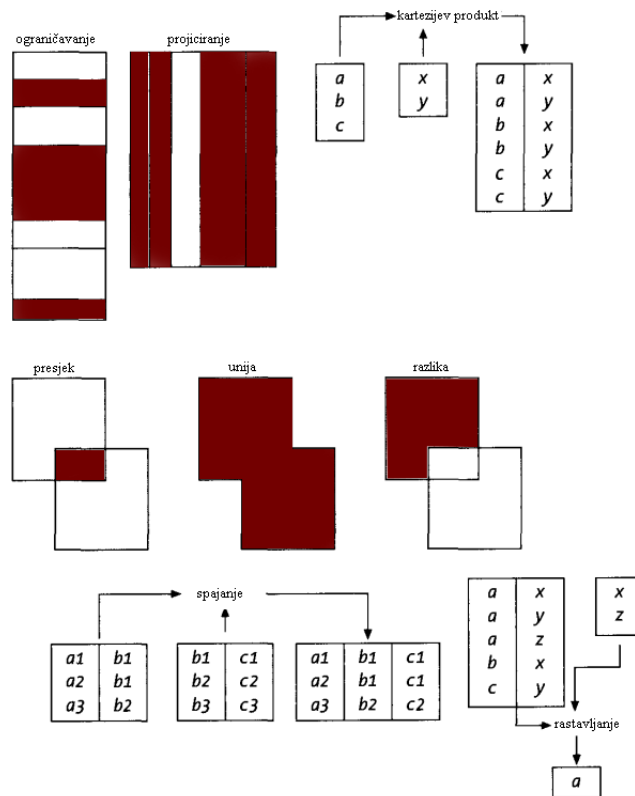 ograničavanje
projiciranje
kartezijev produkt
a
b
c
x
y
a x
a y
b x
b y
c x
c y
presjek
unija
razlika
spajanje
a1 b1
a2 b1
a3 b2
b1 c1
b2 c2
b3 c3
a1 b1 c1
a2 b1 c1
a3 b2 c2
a x
a y
a z
b x
c y
x
z
rastavljanje
a